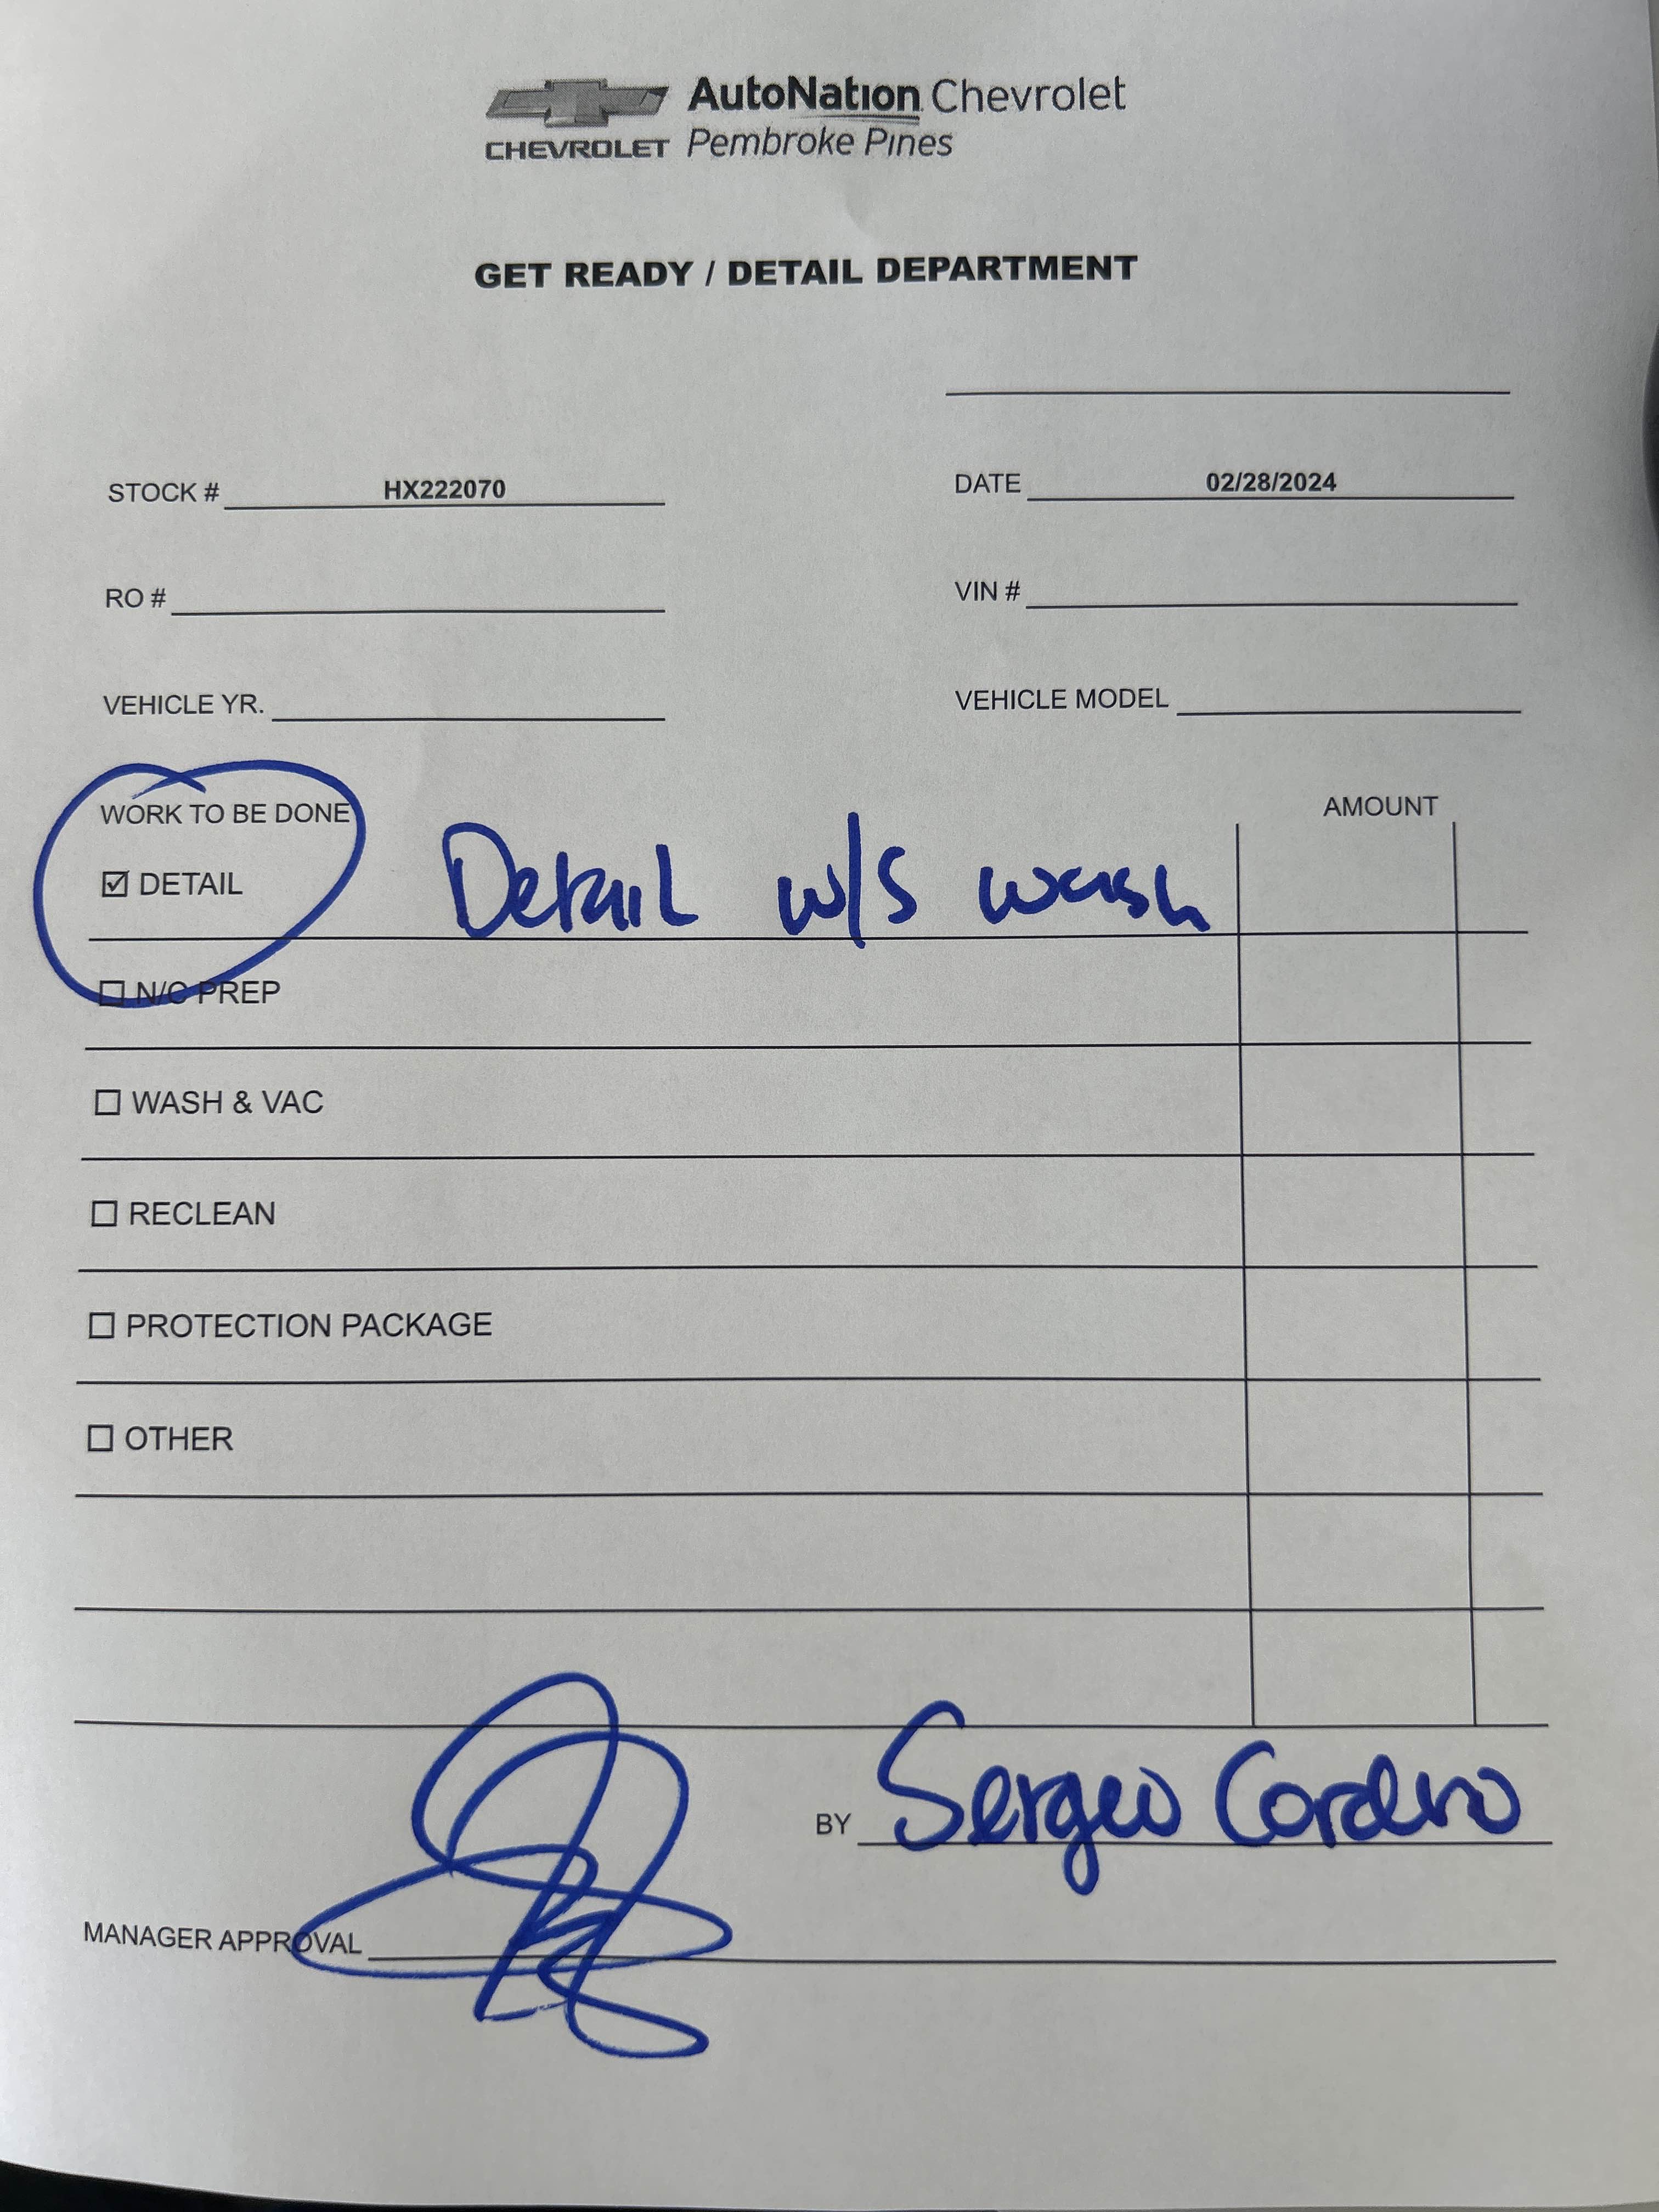 CHEVROLET
AutoNation Chevrolet
Pembroke Pines
GET READY / DETAIL DEPARTMENT
STOCK # HX222070
DATE 02/28/2024
RO #
VIN #
VEHICLE YR.
VEHICLE MODEL
WORK TO BE DONE
AMOUNT
☑ DETAIL Detail w/s wash
☐ N/C PREP
☐ WASH & VAC
☐ RECLEAN
☐ PROTECTION PACKAGE
☐ OTHER
BY Sergio Cordero
MANAGER APPROVAL